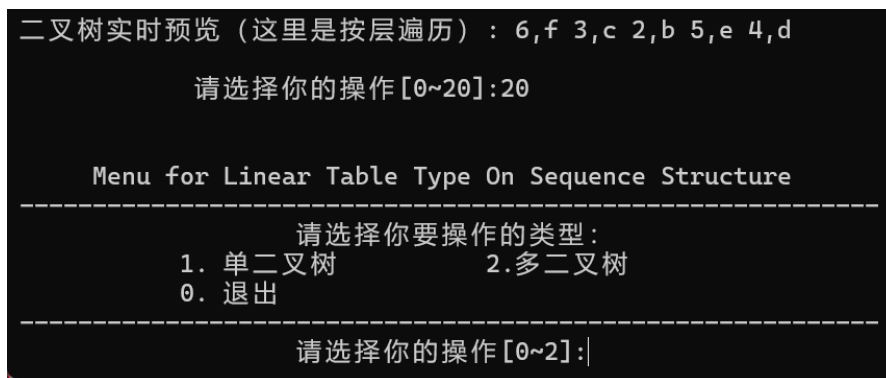 二叉树实时预览（这里是按层遍历）: 6,f 3,c 2,b 5,e 4,d
请选择你的操作[0~20]:20
Menu for Linear Table Type On Sequence Structure
-----------------------------------------------------------
请选择你要操作的类型:
1. 单二叉树 2.多二叉树
0. 退出
-----------------------------------------------------------
请选择你的操作[0~2]: